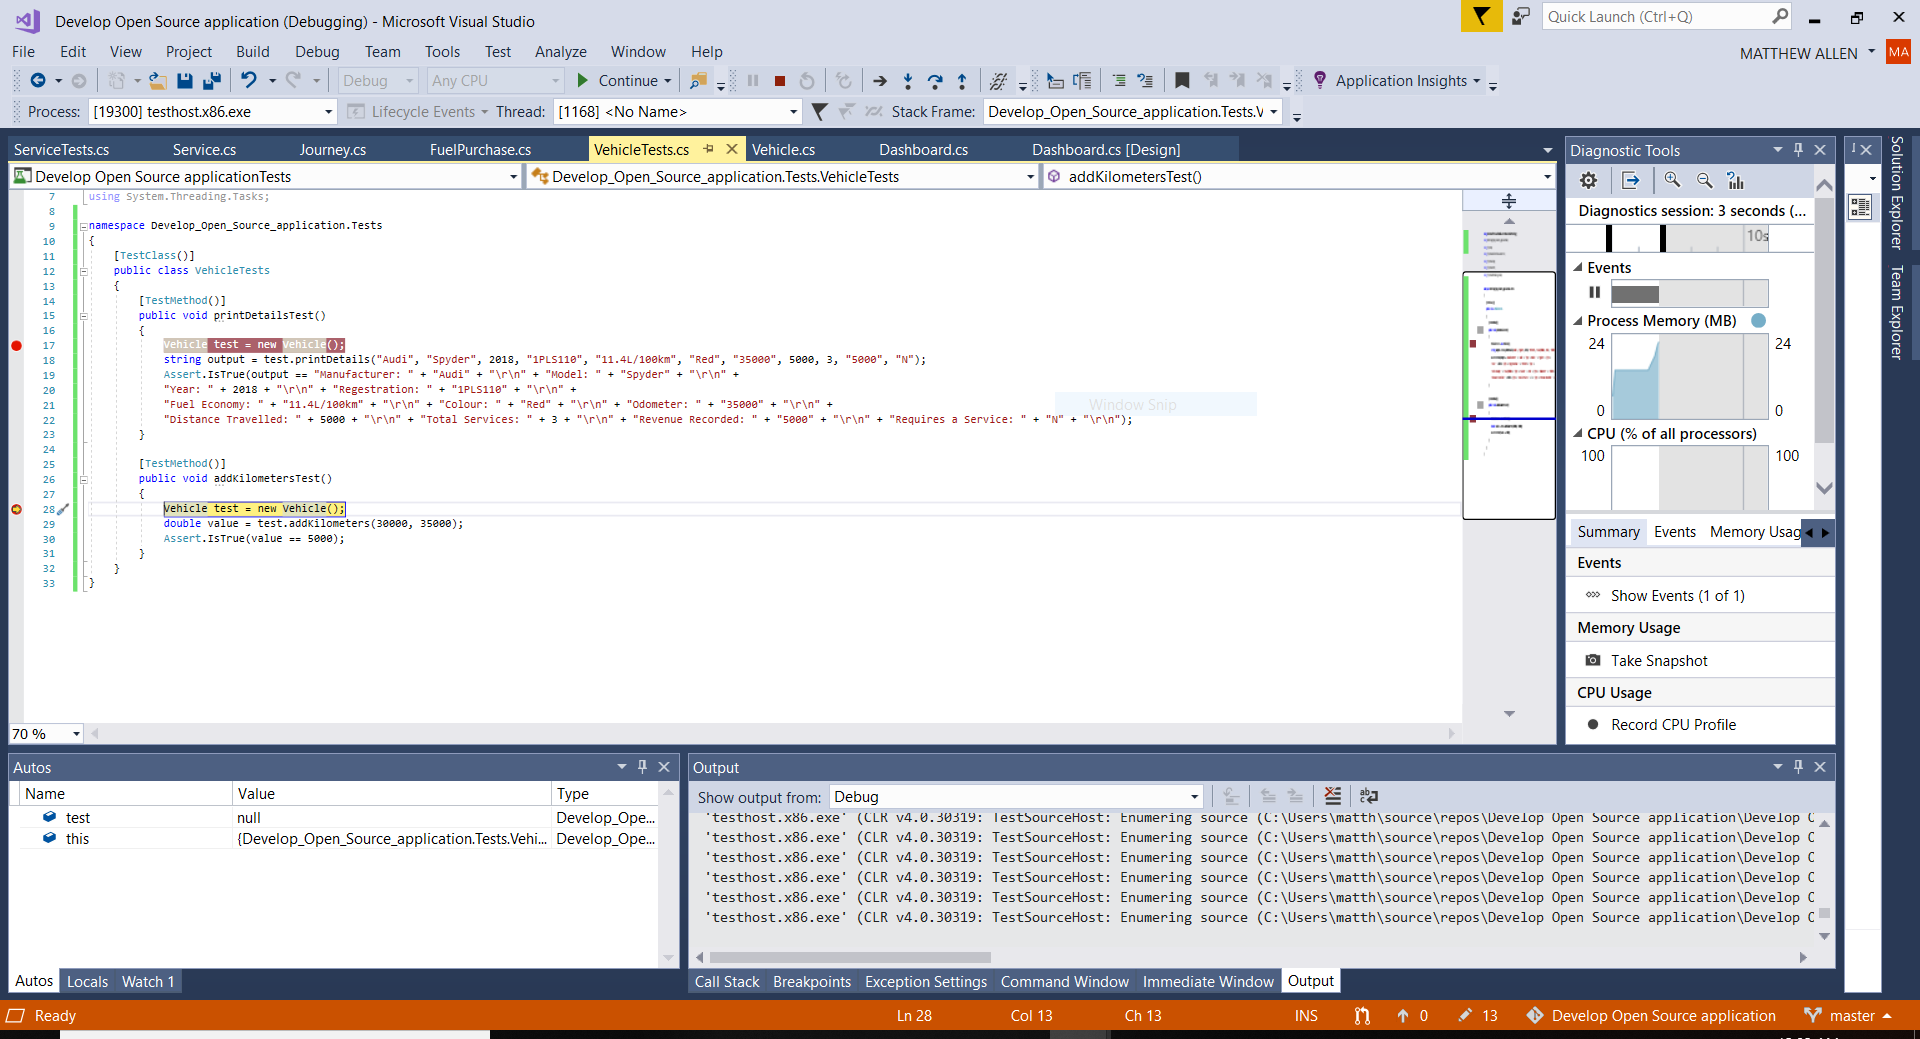 Develop Open Source application (Debugging) - Microsoft Visual Studio
Quick Launch (Ctrl+Q)
File Edit View Project Build Debug Team Tools Test Analyze Window Help
MATTHEW ALLEN MA
Debug Any CPU Continue Application Insights
Process: [19300] testhost.x86.exe Lifecycle Events Thread: [1168] <No Name> Stack Frame: Develop_Open_Source_application.Tests.V
ServiceTests.cs Service.cs Journey.cs FuelPurchase.cs VehicleTests.cs Vehicle.cs Dashboard.cs Dashboard.cs [Design]
Develop Open Source applicationTests Develop_Open_Source_application.Tests.VehicleTests addKilometersTest()
7 using System.Threading.Tasks;
8
9 namespace Develop_Open_Source_application.Tests
10 {
11 [TestClass()]
12 public class VehicleTests
13 {
14 [TestMethod()]
15 public void printDetailsTest()
16 {
17 Vehicle test = new Vehicle();
18 string output = test.printDetails("Audi", "Spyder", 2018, "1PLS110", "11.4L/100km", "Red", "35000", 5000, 3, "5000", "N");
19 Assert.IsTrue(output == "Manufacturer: " + "Audi" + "\r\n" + "Model: " + "Spyder" + "\r\n" +
20 "Year: " + 2018 + "\r\n" + "Regestration: " + "1PLS110" + "\r\n" +
21 "Fuel Economy: " + "11.4L/100km" + "\r\n" + "Colour: " + "Red" + "\r\n" + "Odometer: " + "35000" + "\r\n" +
22 "Distance Travelled: " + 5000 + "\r\n" + "Total Services: " + 3 + "\r\n" + "Revenue Recorded: " + "5000" + "\r\n" + "Requires a Service: " + "N" + "\r\n");
23 }
24
25 [TestMethod()]
26 public void addKilometersTest()
27 {
28 Vehicle test = new Vehicle();
29 double value = test.addKilometers(30000, 35000);
30 Assert.IsTrue(value == 5000);
31 }
32 }
33 }
Window Snip
70 %
Diagnostic Tools
Diagnostics session: 3 seconds (...
10s
Events
Process Memory (MB)
24 24
0 0
CPU (% of all processors)
100 100
Summary Events Memory Usag
Events
Show Events (1 of 1)
Memory Usage
Take Snapshot
CPU Usage
Record CPU Profile
Solution Explorer
Team Explorer
Autos
Name Value Type
test null Develop_Ope...
this {Develop_Open_Source_application.Tests.Vehi... Develop_Ope...
Autos Locals Watch 1
Output
Show output from: Debug
'testhost.x86.exe' (CLR v4.0.30319: TestSourceHost: Enumering source (C:\Users\matth\source\repos\Develop Open Source application\Develop O
'testhost.x86.exe' (CLR v4.0.30319: TestSourceHost: Enumering source (C:\Users\matth\source\repos\Develop Open Source application\Develop O
'testhost.x86.exe' (CLR v4.0.30319: TestSourceHost: Enumering source (C:\Users\matth\source\repos\Develop Open Source application\Develop O
'testhost.x86.exe' (CLR v4.0.30319: TestSourceHost: Enumering source (C:\Users\matth\source\repos\Develop Open Source application\Develop O
'testhost.x86.exe' (CLR v4.0.30319: TestSourceHost: Enumering source (C:\Users\matth\source\repos\Develop Open Source application\Develop O
'testhost.x86.exe' (CLR v4.0.30319: TestSourceHost: Enumering source (C:\Users\matth\source\repos\Develop Open Source application\Develop O
Call Stack Breakpoints Exception Settings Command Window Immediate Window Output
Ready Ln 28 Col 13 Ch 13 INS 0 13 Develop Open Source application master